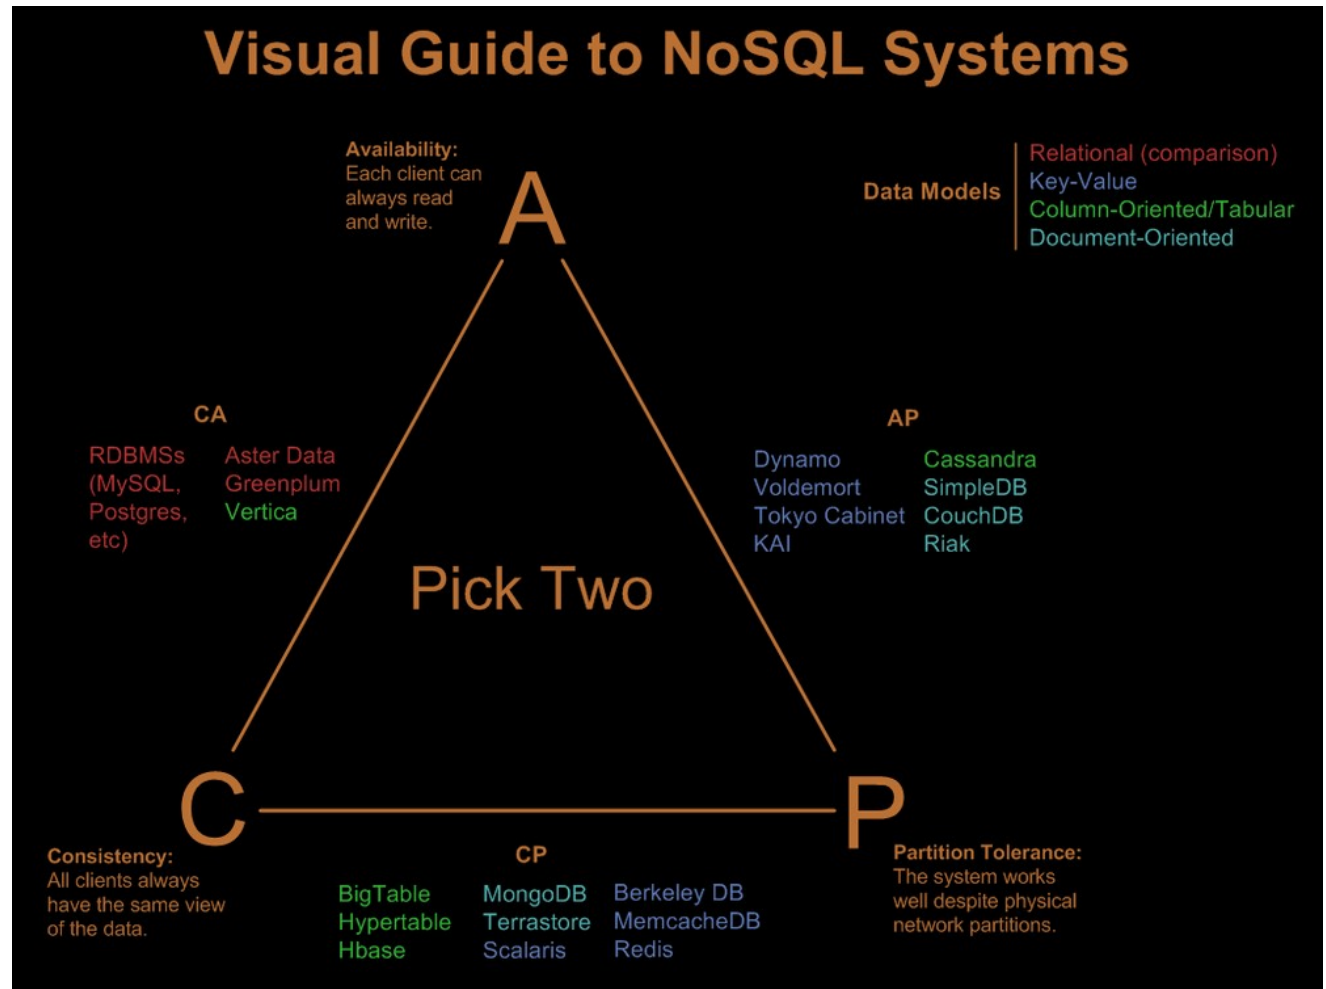 Visual Guide to NoSQL Systems
Availability:
Each client can
always read
and write.
A
Data Models
Relational (comparison)
Key-Value
Column-Oriented/Tabular
Document-Oriented
CA
RDBMSs
(MySQL,
Postgres,
etc)
Aster Data
Greenplum
Vertica
AP
Dynamo
Voldemort
Tokyo Cabinet
KAI
Cassandra
SimpleDB
CouchDB
Riak
Pick Two
C
Consistency:
All clients always
have the same view
of the data.
CP
BigTable
Hypertable
Hbase
MongoDB
Terrastore
Scalaris
Berkeley DB
MemcacheDB
Redis
P
Partition Tolerance:
The system works
well despite physical
network partitions.